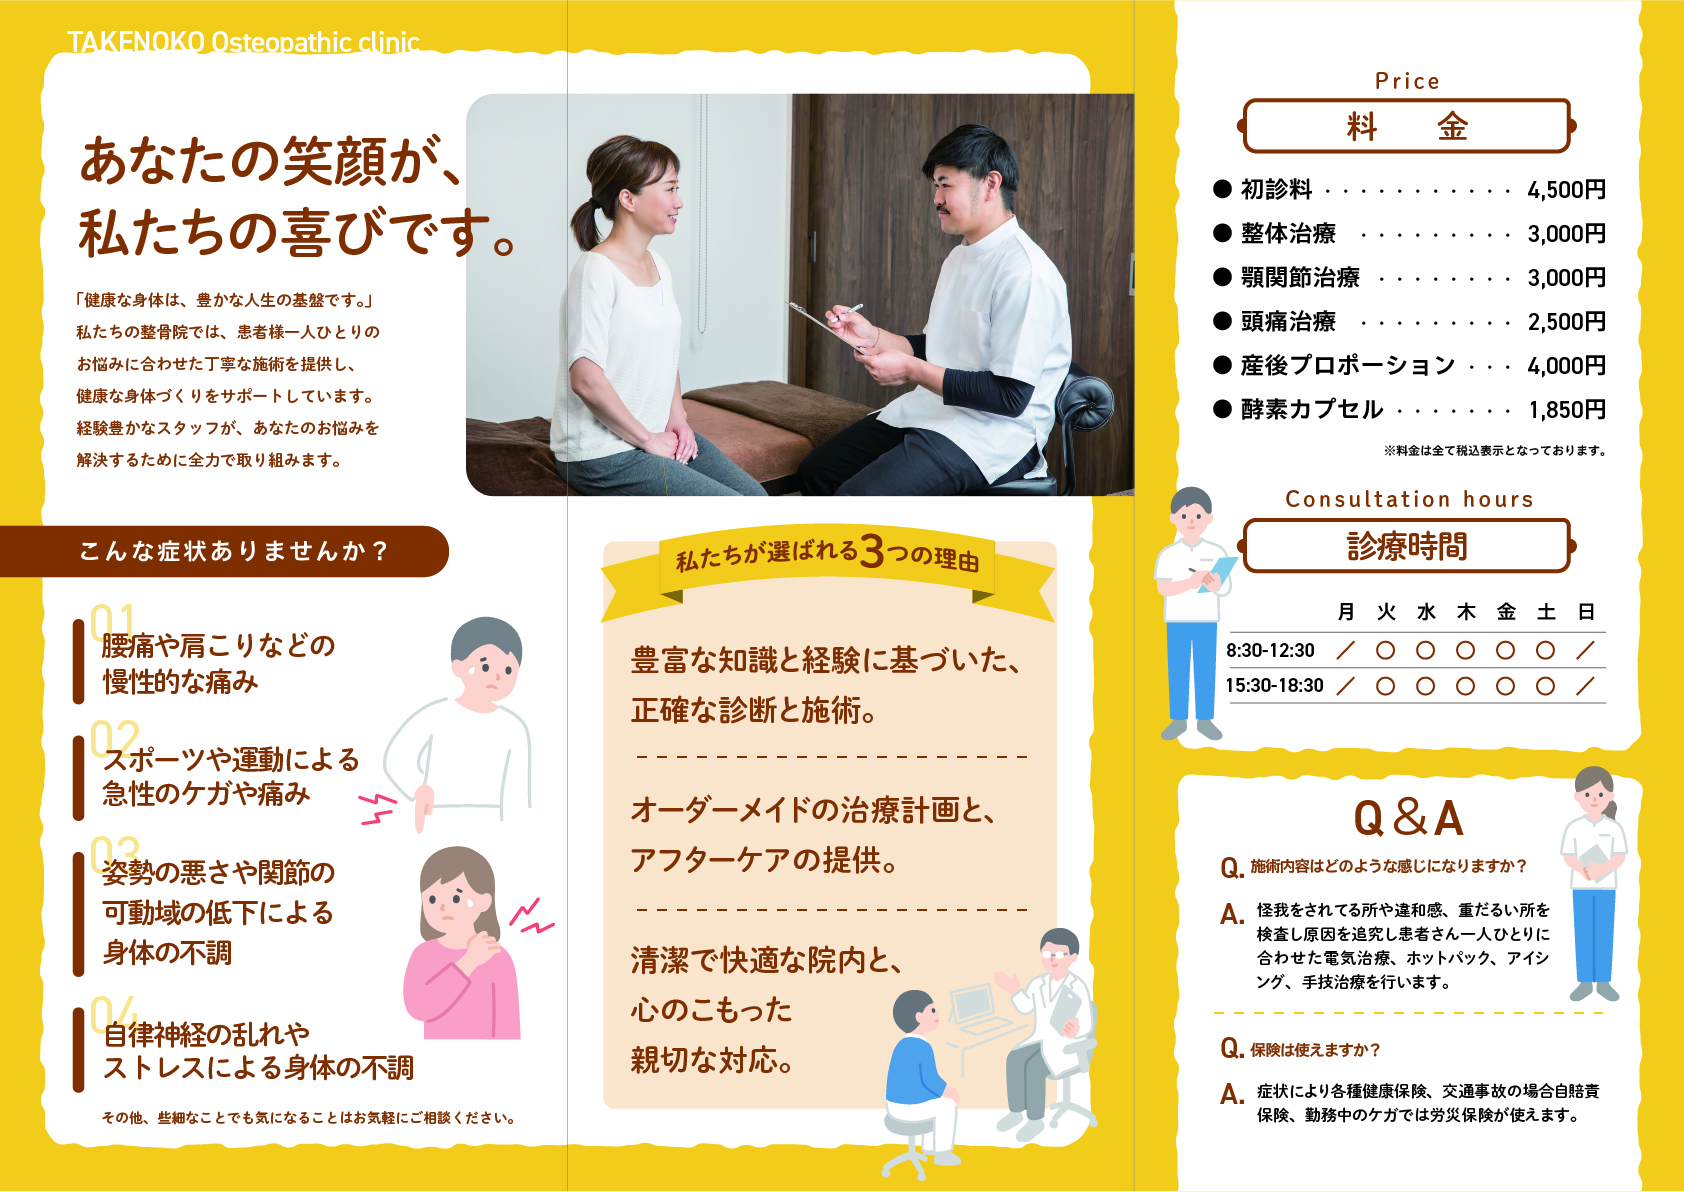 TAKENOKO Osteopathic clinic
あなたの笑顔が、
私たちの喜びです。
「健康な身体は、豊かな人生の基盤です。」
私たちの整骨院では、患者様一人ひとりの
お悩みに合わせた丁寧な施術を提供し、
健康な身体づくりをサポートしています。
経験豊かなスタッフが、あなたのお悩みを
解決するために全力で取り組みます。
こんな症状ありませんか？
01
腰痛や肩こりなどの
慢性的な痛み
02
スポーツや運動による
急性のケガや痛み
03
姿勢の悪さや関節の
可動域の低下による
身体の不調
04
自律神経の乱れや
ストレスによる身体の不調
その他、些細なことでも気になることはお気軽にご相談ください。
私たちが選ばれる3つの理由
豊富な知識と経験に基づいた、
正確な診断と施術。
オーダーメイドの治療計画と、
アフターケアの提供。
清潔で快適な院内と、
心のこもった
親切な対応。
Price
料　金
●初診料・・・・・・・・・・・4,500円
●整体治療 ・・・・・・・・・3,000円
●顎関節治療 ・・・・・・・・3,000円
●頭痛治療 ・・・・・・・・・2,500円
●産後プロポーション・・・4,000円
●酵素カプセル・・・・・・・1,850円
※料金は全て税込表示となっております。
Consultation hours
診療時間
月 火 水 木 金 土 日
8:30-12:30 ／ ○ ○ ○ ○ ○ ／
15:30-18:30 ／ ○ ○ ○ ○ ○ ／
Q＆A
Q. 施術内容はどのような感じになりますか？
A. 怪我をされてる所や違和感、重だるい所を
検査し原因を追究し患者さん一人ひとりに
合わせた電気治療、ホットパック、アイシ
ング、手技治療を行います。
Q. 保険は使えますか？
A. 症状により各種健康保険、交通事故の場合自賠責
保険、勤務中のケガでは労災保険が使えます。